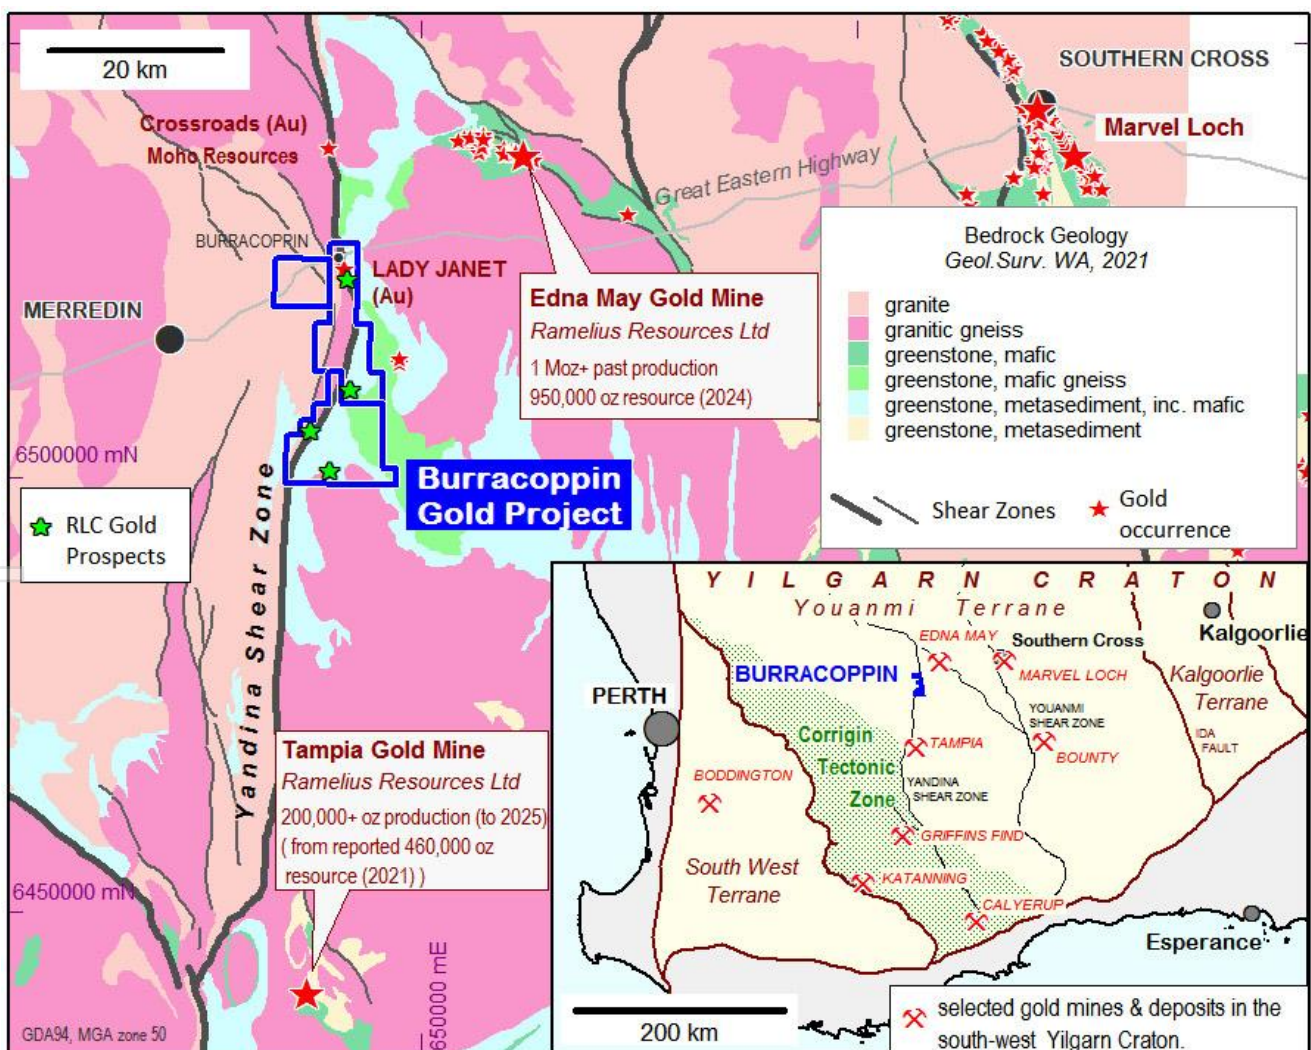 20 km
Crossroads (Au)
Moho Resources
SOUTHERN CROSS
Marvel Loch
Great Eastern Highway
BURRACOPPIN
MERREDIN
LADY JANET
(Au)
Edna May Gold Mine
Ramelius Resources Ltd
1 Moz+ past production
950,000 oz resource (2024)
Bedrock Geology
Geol.Surv. WA, 2021
granite
granitic gneiss
greenstone, mafic
greenstone, mafic gneiss
greenstone, metasediment, inc. mafic
greenstone, metasediment
Shear Zones
Gold
occurrence
6500000 mN
RLC Gold
Prospects
Burracoppin
Gold Project
Yandina Shear Zone
Tampia Gold Mine
Ramelius Resources Ltd
200,000+ oz production (to 2025)
( from reported 460,000 oz
resource (2021) )
6450000 mN
650000 mE
GDA94, MGA zone 50
YILGARN CRATON
Youanmi Terrane
EDNA MAY
Southern Cross
Kalgoorlie
BURRACOPPIN
MARVEL LOCH
Kalgoorlie
Terrane
PERTH
YOUANMI
SHEAR ZONE
Corrigin
Tectonic
Zone
TAMPIA
BOUNTY
IDA
FAULT
BODDINGTON
YANDINA
SHEAR ZONE
GRIFFINS FIND
South West
Terrane
KATANNING
CALYERUP
Esperance
200 km
selected gold mines & deposits in the
south-west Yilgarn Craton.